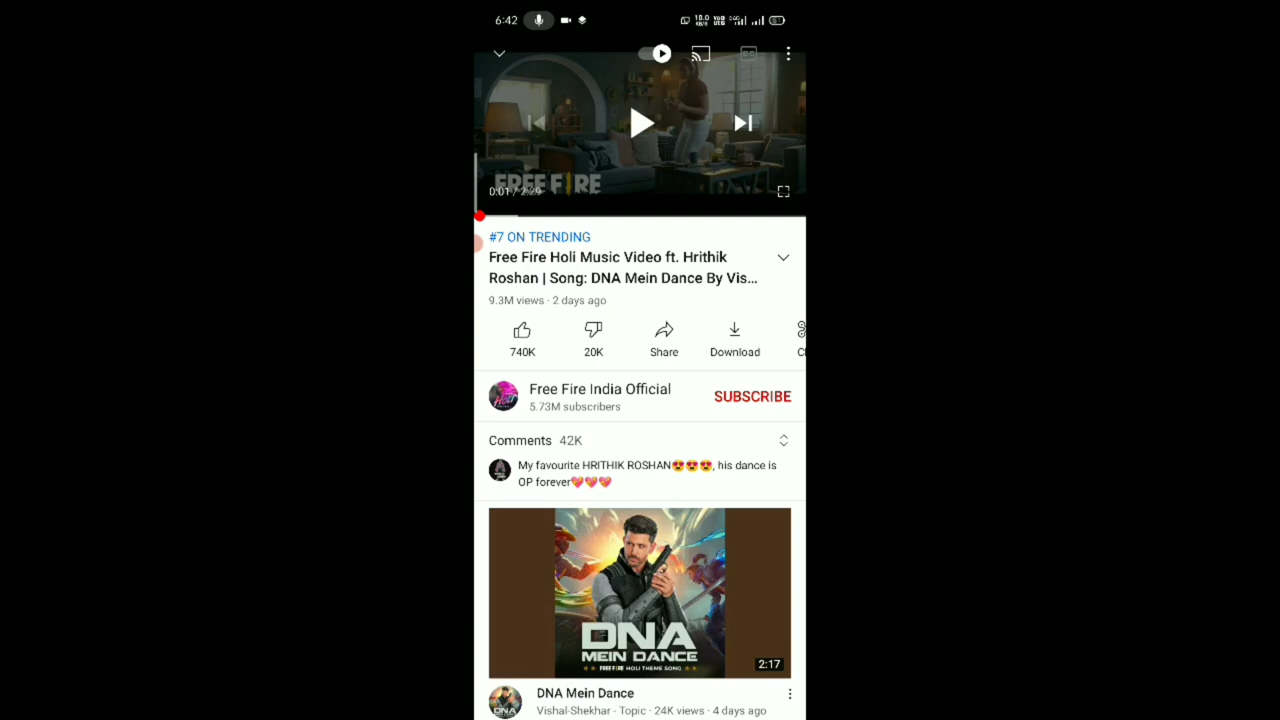 6:42
10.0
KB/S
FREE FIRE
0:01 / 2:29
#7 ON TRENDING
Free Fire Holi Music Video ft. Hrithik
Roshan | Song: DNA Mein Dance By Vis...
9.3M views · 2 days ago
740K
20K
Share
Download
Free Fire India Official
5.73M subscribers
SUBSCRIBE
Comments 42K
My favourite HRITHIK ROSHAN😍😍😍, his dance is
OP forever💖💖💖
DNA
MEIN DANCE
FREE FIRE HOLI THEME SONG
2:17
DNA Mein Dance
Vishal-Shekhar - Topic · 24K views · 4 days ago